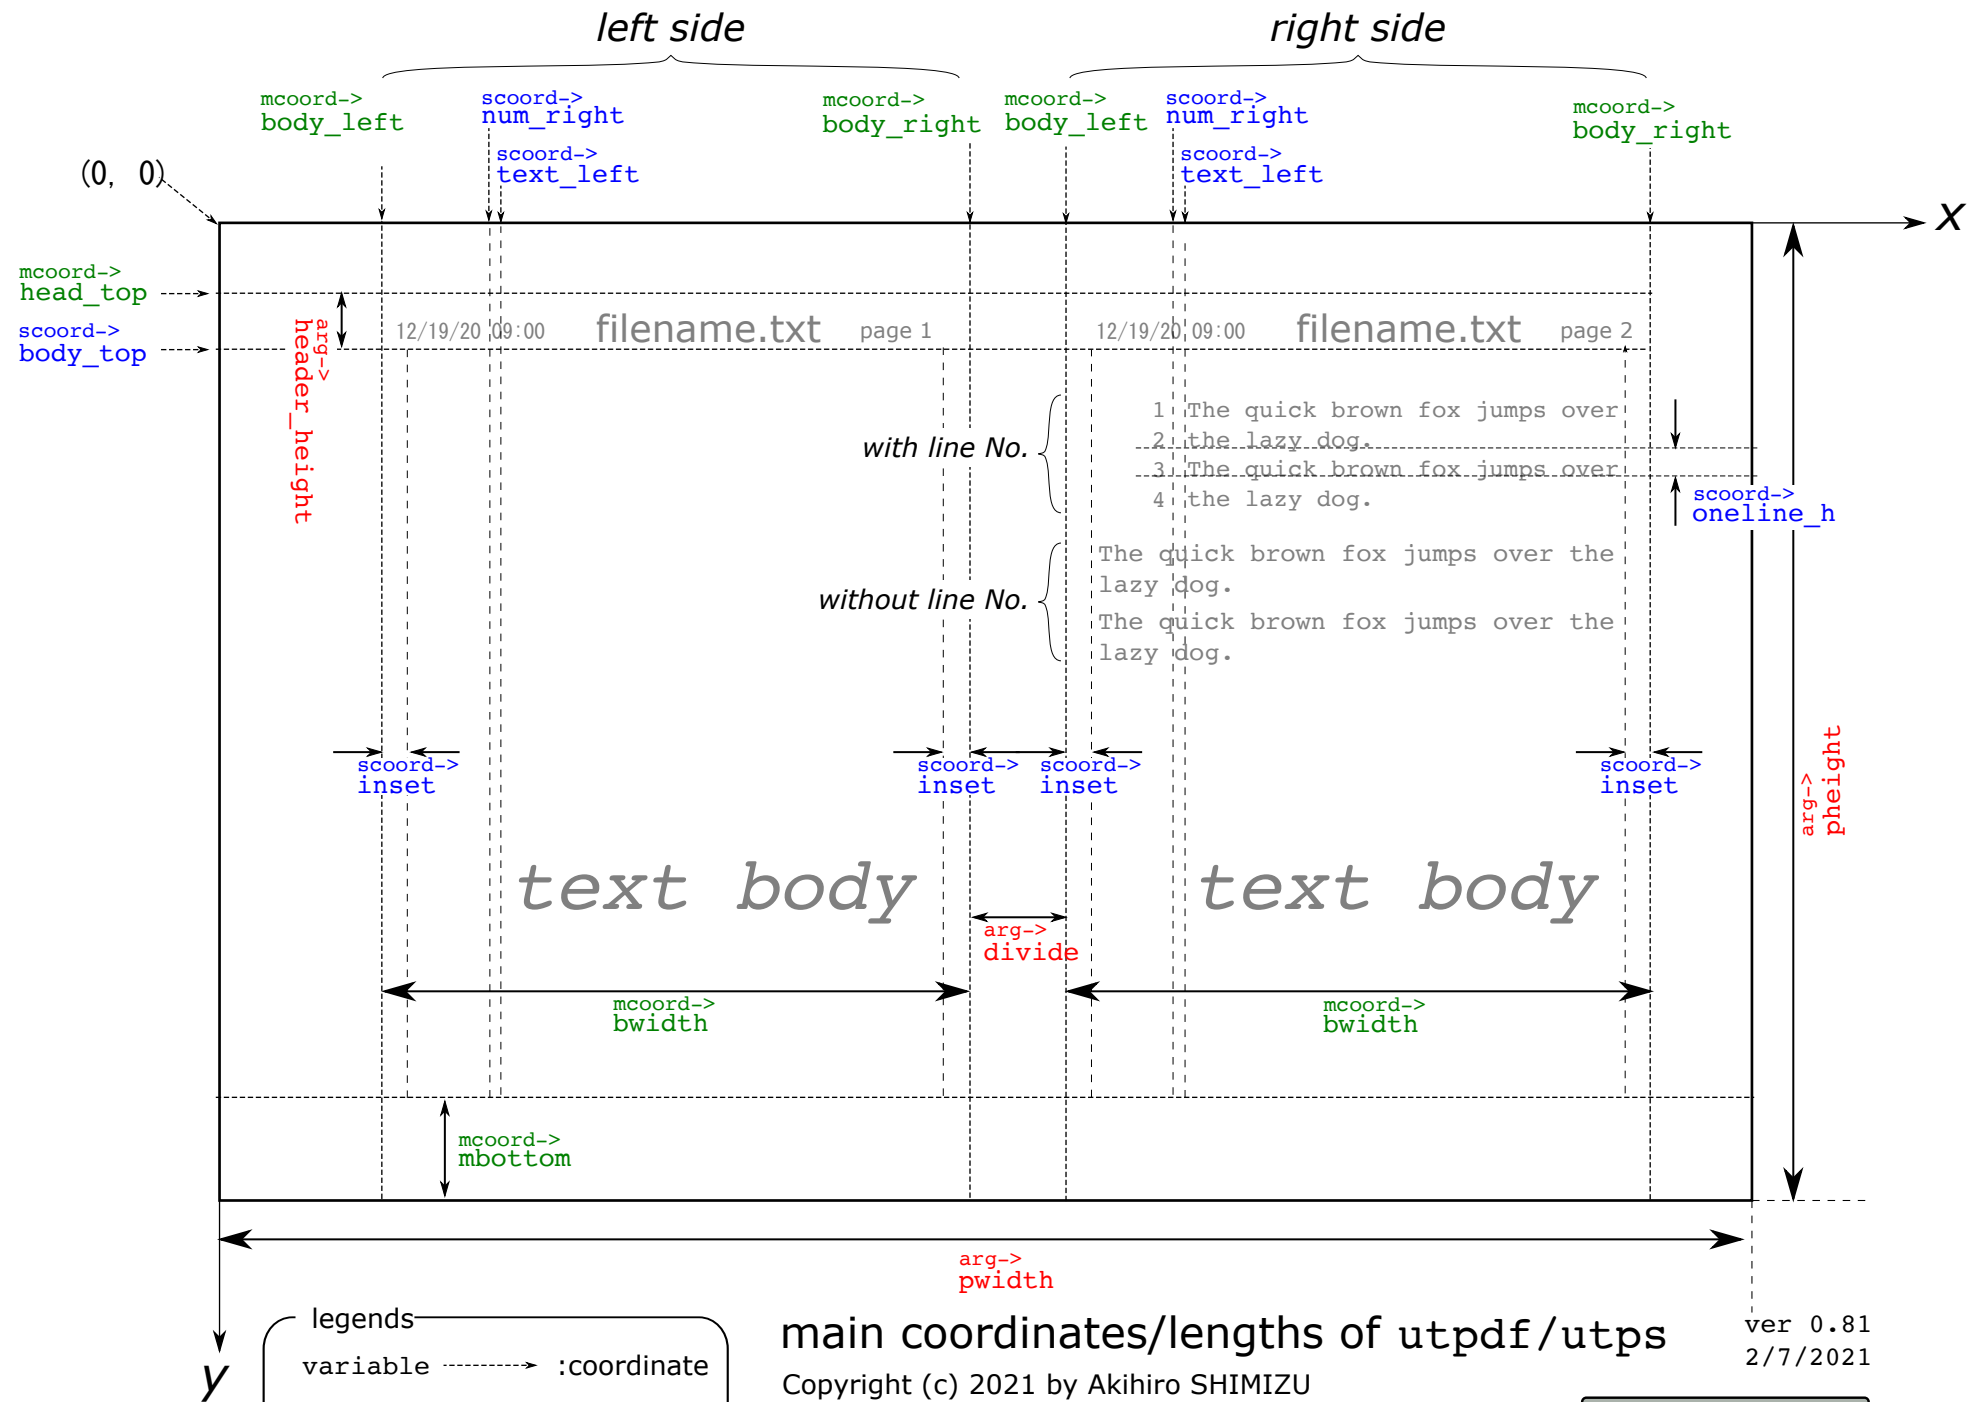 left side
right side
mcoord->
body_left
scoord->
num_right
mcoord->
body_right
mcoord->
body_left
scoord->
num_right
mcoord->
body_right
scoord->
text_left
scoord->
text_left
(0, 0)
x
mcoord->
head_top
scoord->
body_top
arg->
header_height
12/19/20 09:00 filename.txt page 1
12/19/20 09:00 filename.txt page 2
with line No.
1 The quick brown fox jumps over
2 the lazy dog.
3 The quick brown fox jumps over
4 the lazy dog.
scoord->
oneline_h
without line No.
The quick brown fox jumps over the
lazy dog.
The quick brown fox jumps over the
lazy dog.
scoord->
inset
scoord->
inset
scoord->
inset
scoord->
inset
arg->
pheight
text body
text body
arg->
divide
mcoord->
bwidth
mcoord->
bwidth
mcoord->
mbottom
arg->
pwidth
y
legends
variable :coordinate
main coordinates/lengths of utpdf/utps
Copyright (c) 2021 by Akihiro SHIMIZU
ver 0.81
2/7/2021